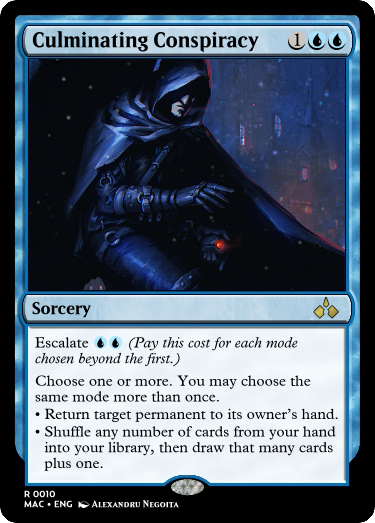 Culminating Conspiracy 1
Sorcery
Escalate (Pay this cost for each mode
chosen beyond the first.)
Choose one or more. You may choose the
same mode more than once.
• Return target permanent to its owner's hand.
• Shuffle any number of cards from your hand
into your library, then draw that many cards
plus one.
R 0010
MAC • ENG Alexandru Negoita